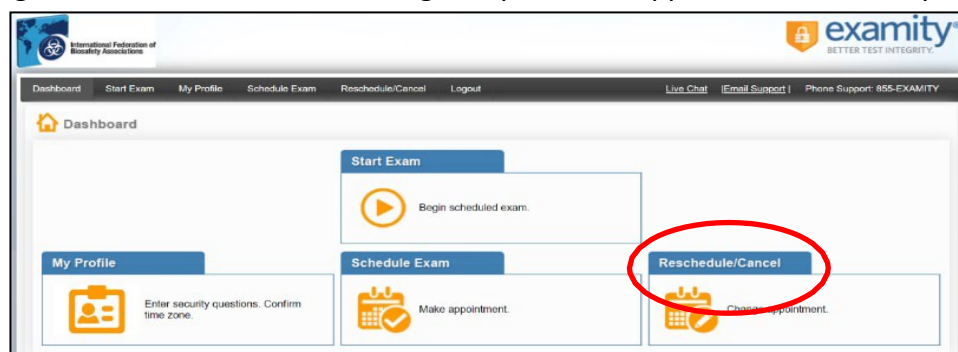 International Federation of
Biosafety Associations
examity®
BETTER TEST INTEGRITY.
Dashboard Start Exam My Profile Schedule Exam Reschedule/Cancel Logout Live Chat |Email Support | Phone Support: 855-EXAMITY
Dashboard
Start Exam
Begin scheduled exam.
My Profile Schedule Exam Reschedule/Cancel
Enter security questions. Confirm
time zone.
Make appointment.
Change appointment.